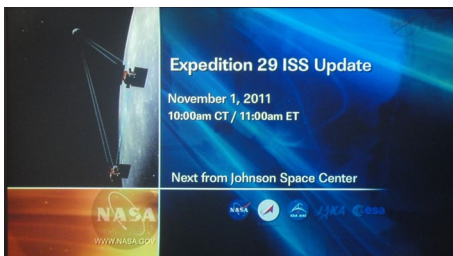 Expedition 29 ISS Update
November 1, 2011
10:00am CT / 11:00am ET
Next from Johnson Space Center
NASA
WWW.NASA.GOV
NASA
JAXA
esa